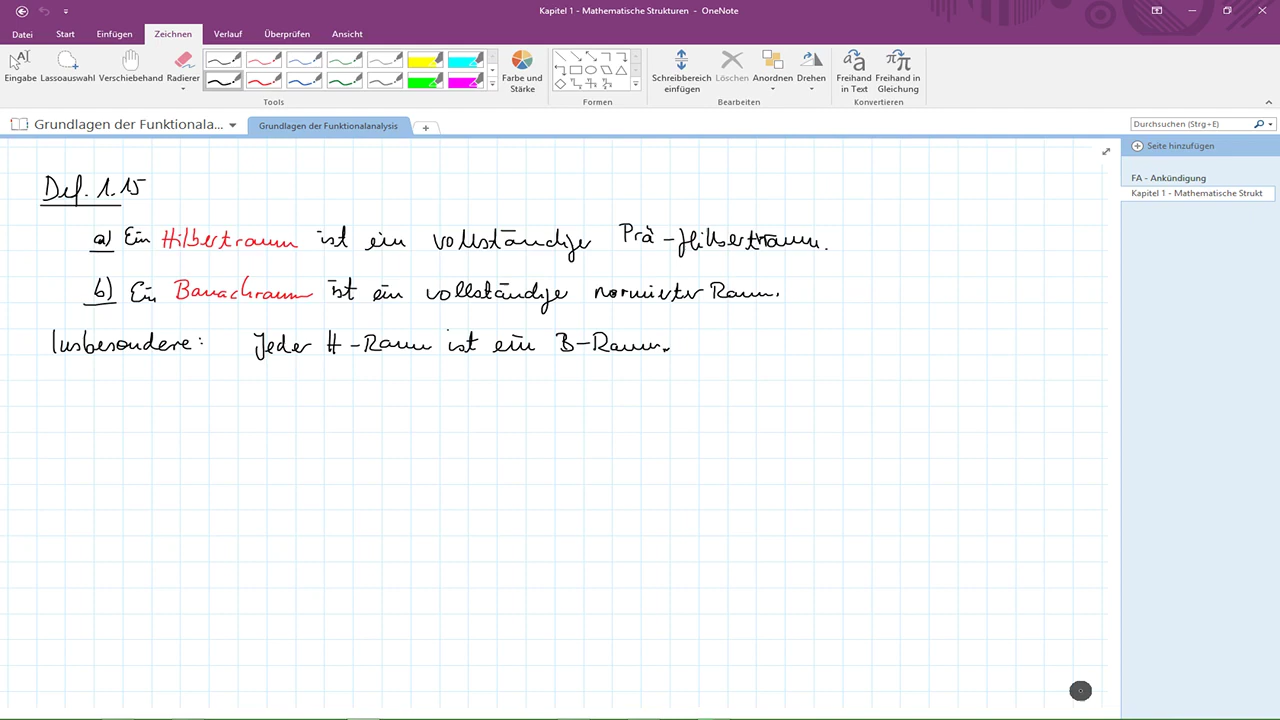 Kapitel 1 - Mathematische Strukturen - OneNote
Datei Start Einfügen Zeichnen Verlauf Überprüfen Ansicht
Eingabe Lassoauswahl Verschiebehand Radierer Farbe und Stärke Schreibbereich einfügen Löschen Anordnen Drehen Freihand in Text Freihand in Gleichung
Tools Formen Bearbeiten Konvertieren
Grundlagen der Funktionala... Grundlagen der Funktionalanalysis Durchsuchen (Strg+E)
Seite hinzufügen
FA - Ankündigung
Kapitel 1 - Mathematische Strukt
Def. 1.15
a) Ein Hilbertraum ist ein vollständiger Prä-Hilbertraum.
b) Ein Banachraum ist ein vollständiger normierter Raum.
Insbesondere: Jeder H-Raum ist ein B-Raum.